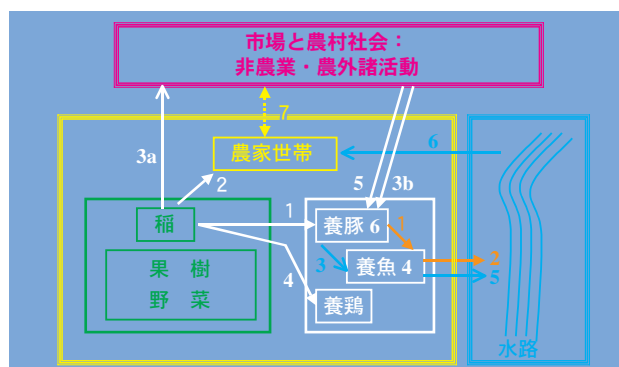 市場と農村社会：
非農業・農外諸活動
7
農家世帯
6
3a
2
5
3b
稲
1
養豚 6
1
果　樹
野　菜
3
養魚 4
2
5
4
養鶏
水路